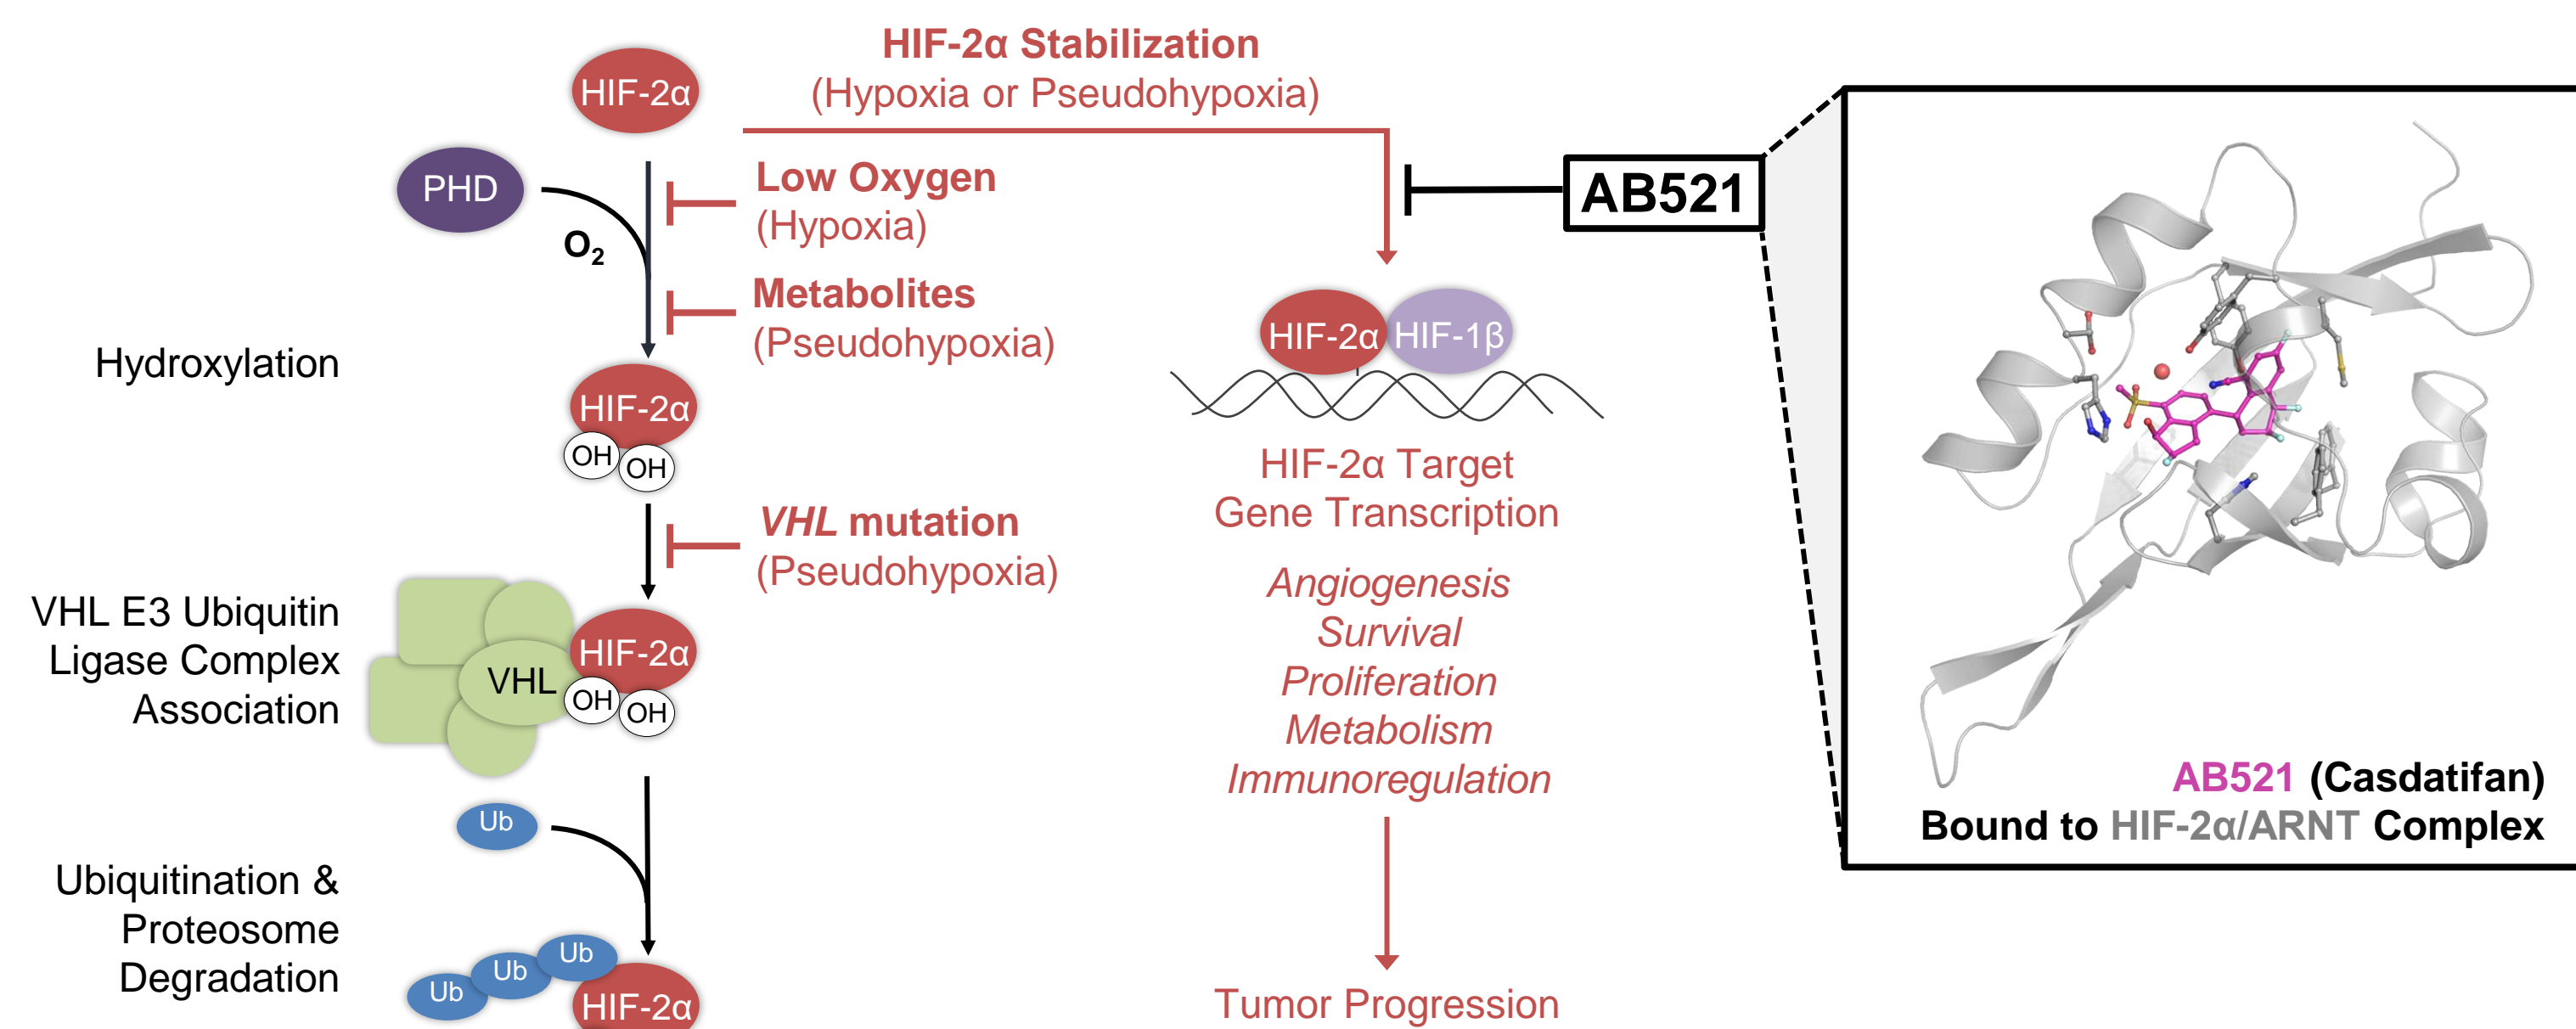 HIF-2α Stabilization
(Hypoxia or Pseudohypoxia)
HIF-2α
PHD
O2
Low Oxygen
(Hypoxia)
Metabolites
(Pseudohypoxia)
Hydroxylation
HIF-2α
OH
OH
VHL mutation
(Pseudohypoxia)
VHL E3 Ubiquitin
Ligase Complex
Association
VHL
HIF-2α
OH
OH
Ub
Ubiquitination &
Proteosome
Degradation
Ub
Ub
Ub
HIF-2α
AB521
HIF-2α
HIF-1β
HIF-2α Target
Gene Transcription
Angiogenesis
Survival
Proliferation
Metabolism
Immunoregulation
Tumor Progression
AB521 (Casdatifan)
Bound to HIF-2α/ARNT Complex